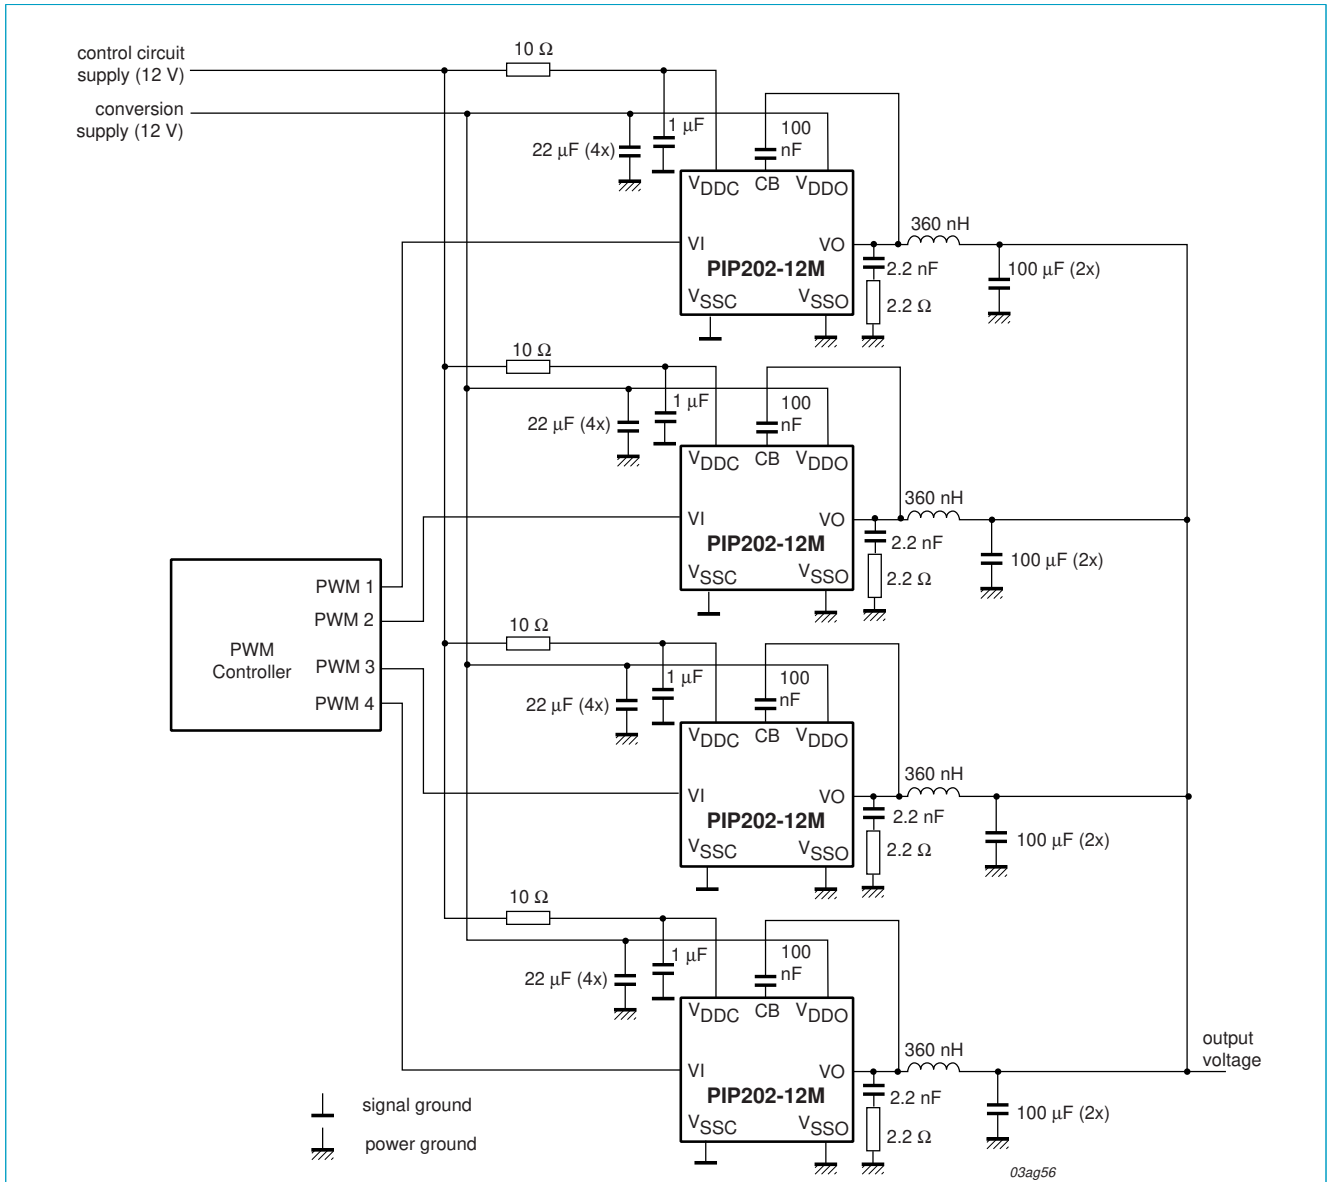 control circuit
supply (12 V)
10 Ω
conversion
supply (12 V)
22 μF (4x)
1 μF
100
nF
VDDC
CB
VDDO
VI
VO
PIP202-12M
VSSC
VSSO
360 nH
2.2 nF
2.2 Ω
100 μF (2x)
10 Ω
22 μF (4x)
1 μF
100
nF
VDDC
CB
VDDO
VI
VO
PIP202-12M
VSSC
VSSO
360 nH
2.2 nF
2.2 Ω
100 μF (2x)
PWM
Controller
PWM 1
PWM 2
PWM 3
PWM 4
10 Ω
22 μF (4x)
1 μF
100
nF
VDDC
CB
VDDO
VI
VO
PIP202-12M
VSSC
VSSO
360 nH
2.2 nF
2.2 Ω
100 μF (2x)
10 Ω
22 μF (4x)
1 μF
100
nF
VDDC
CB
VDDO
VI
VO
PIP202-12M
VSSC
VSSO
360 nH
2.2 nF
2.2 Ω
100 μF (2x)
output
voltage
signal ground
power ground
03ag56